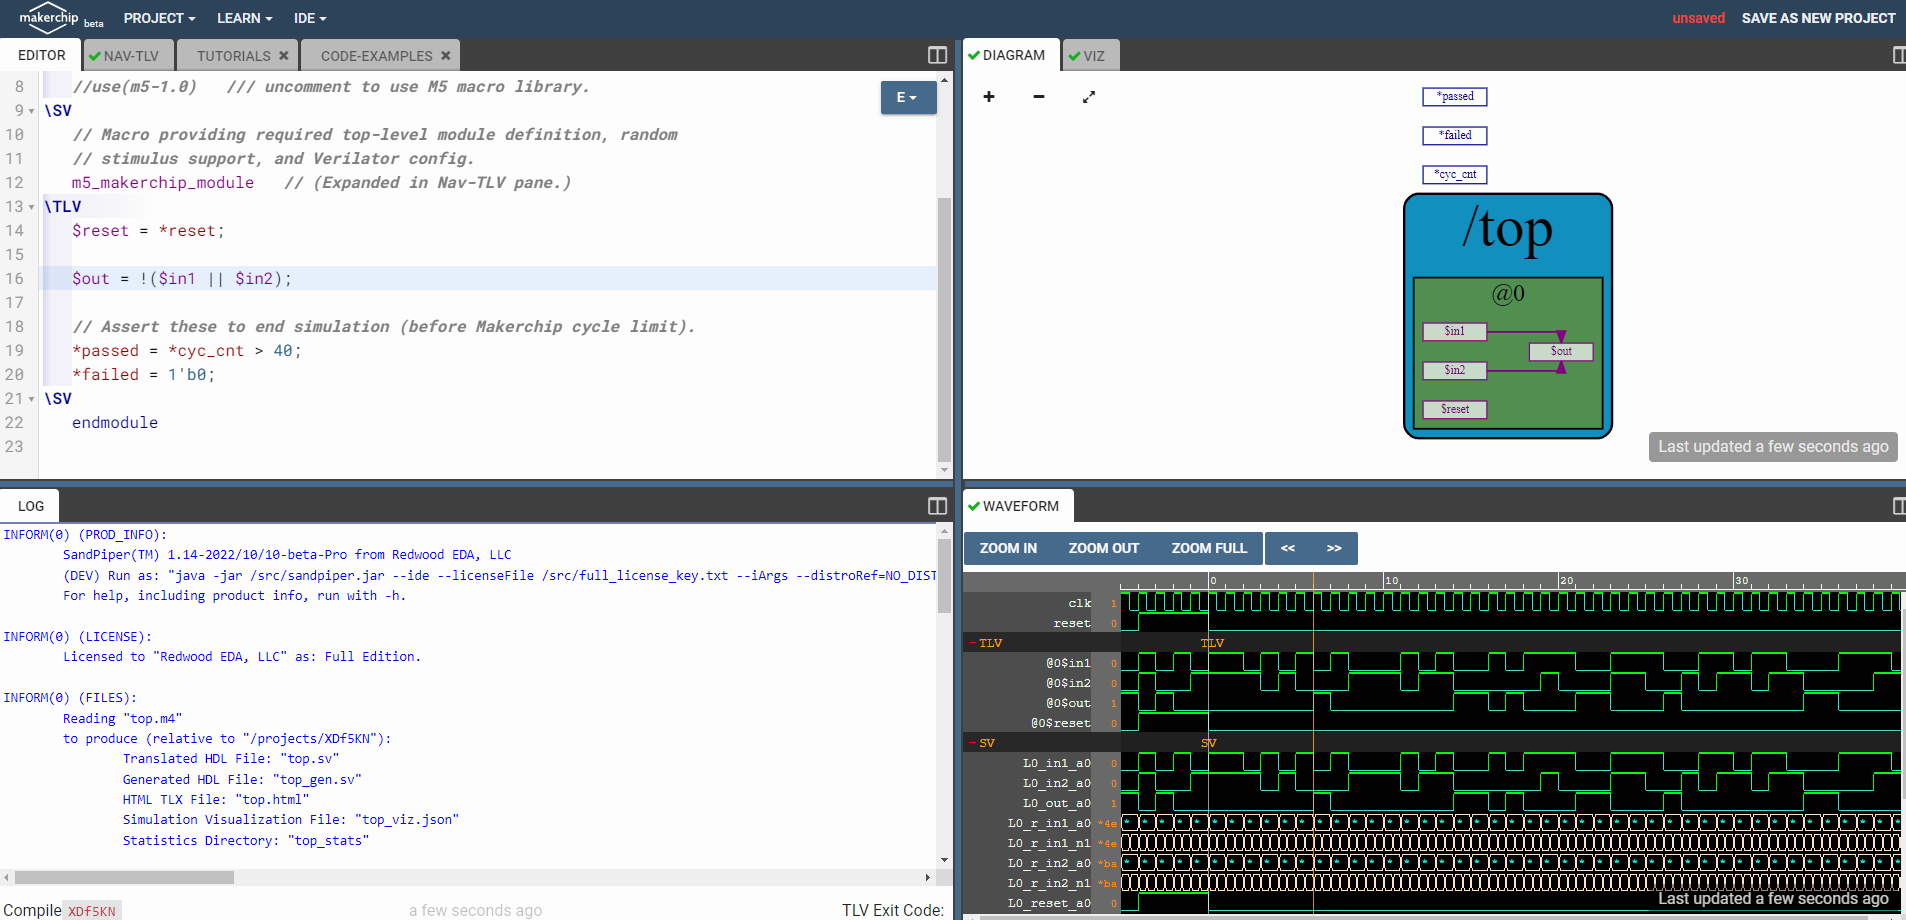 makerchip beta PROJECT LEARN IDE unsaved SAVE AS NEW PROJECT
EDITOR NAV-TLV TUTORIALS CODE-EXAMPLES
8 //use(m5-1.0)   /// uncomment to use M5 macro library.
E
9 \SV
10 // Macro providing required top-level module definition, random
11 // stimulus support, and Verilator config.
12 m5_makerchip_module   // (Expanded in Nav-TLV pane.)
13 \TLV
14 $reset = *reset;
15
16 $out = !($in1 || $in2);
17
18 // Assert these to end simulation (before Makerchip cycle limit).
19 *passed = *cyc_cnt > 40;
20 *failed = 1'b0;
21 \SV
22 endmodule
23
DIAGRAM VIZ
*passed
*failed
*cyc_cnt
/top
@0
$in1
$out
$in2
$reset
Last updated a few seconds ago
LOG
INFORM(0) (PROD_INFO):
SandPiper(TM) 1.14-2022/10/10-beta-Pro from Redwood EDA, LLC
(DEV) Run as: "java -jar /src/sandpiper.jar --ide --licenseFile /src/full_license_key.txt --iArgs --distroRef=NO_DIST
For help, including product info, run with -h.
INFORM(0) (LICENSE):
Licensed to "Redwood EDA, LLC" as: Full Edition.
INFORM(0) (FILES):
Reading "top.m4"
to produce (relative to "/projects/XDf5KN"):
Translated HDL File: "top.sv"
Generated HDL File: "top_gen.sv"
HTML TLX File: "top.html"
Simulation Visualization File: "top_viz.json"
Statistics Directory: "top_stats"
Compile XDf5KN a few seconds ago TLV Exit Code:
WAVEFORM
ZOOM IN ZOOM OUT ZOOM FULL << >>
0 10 20 30
clk 1
reset 0
-TLV TLV
@0$in1 0
@0$in2 0
@0$out 1
@0$reset 0
-SV SV
L0_in1_a0 0
L0_in2_a0 0
L0_out_a0 1
L0_r_in1_a0 *4e
L0_r_in1_n1 *4e
L0_r_in2_a0 *ba
L0_r_in2_n1 *ba
L0_reset_a0 0
Last updated a few seconds ago